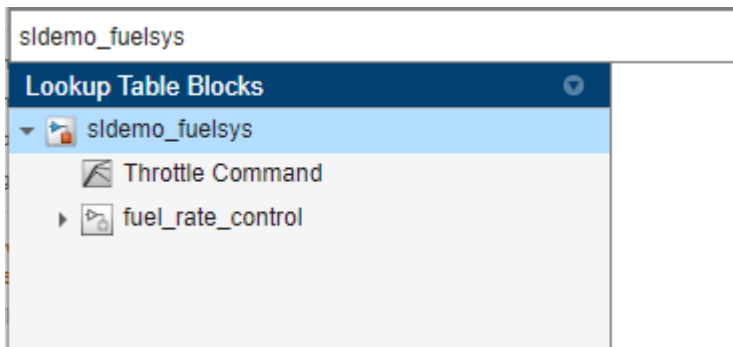 sldemo_fuelsys
Lookup Table Blocks
sldemo_fuelsys
Throttle Command
fuel_rate_control